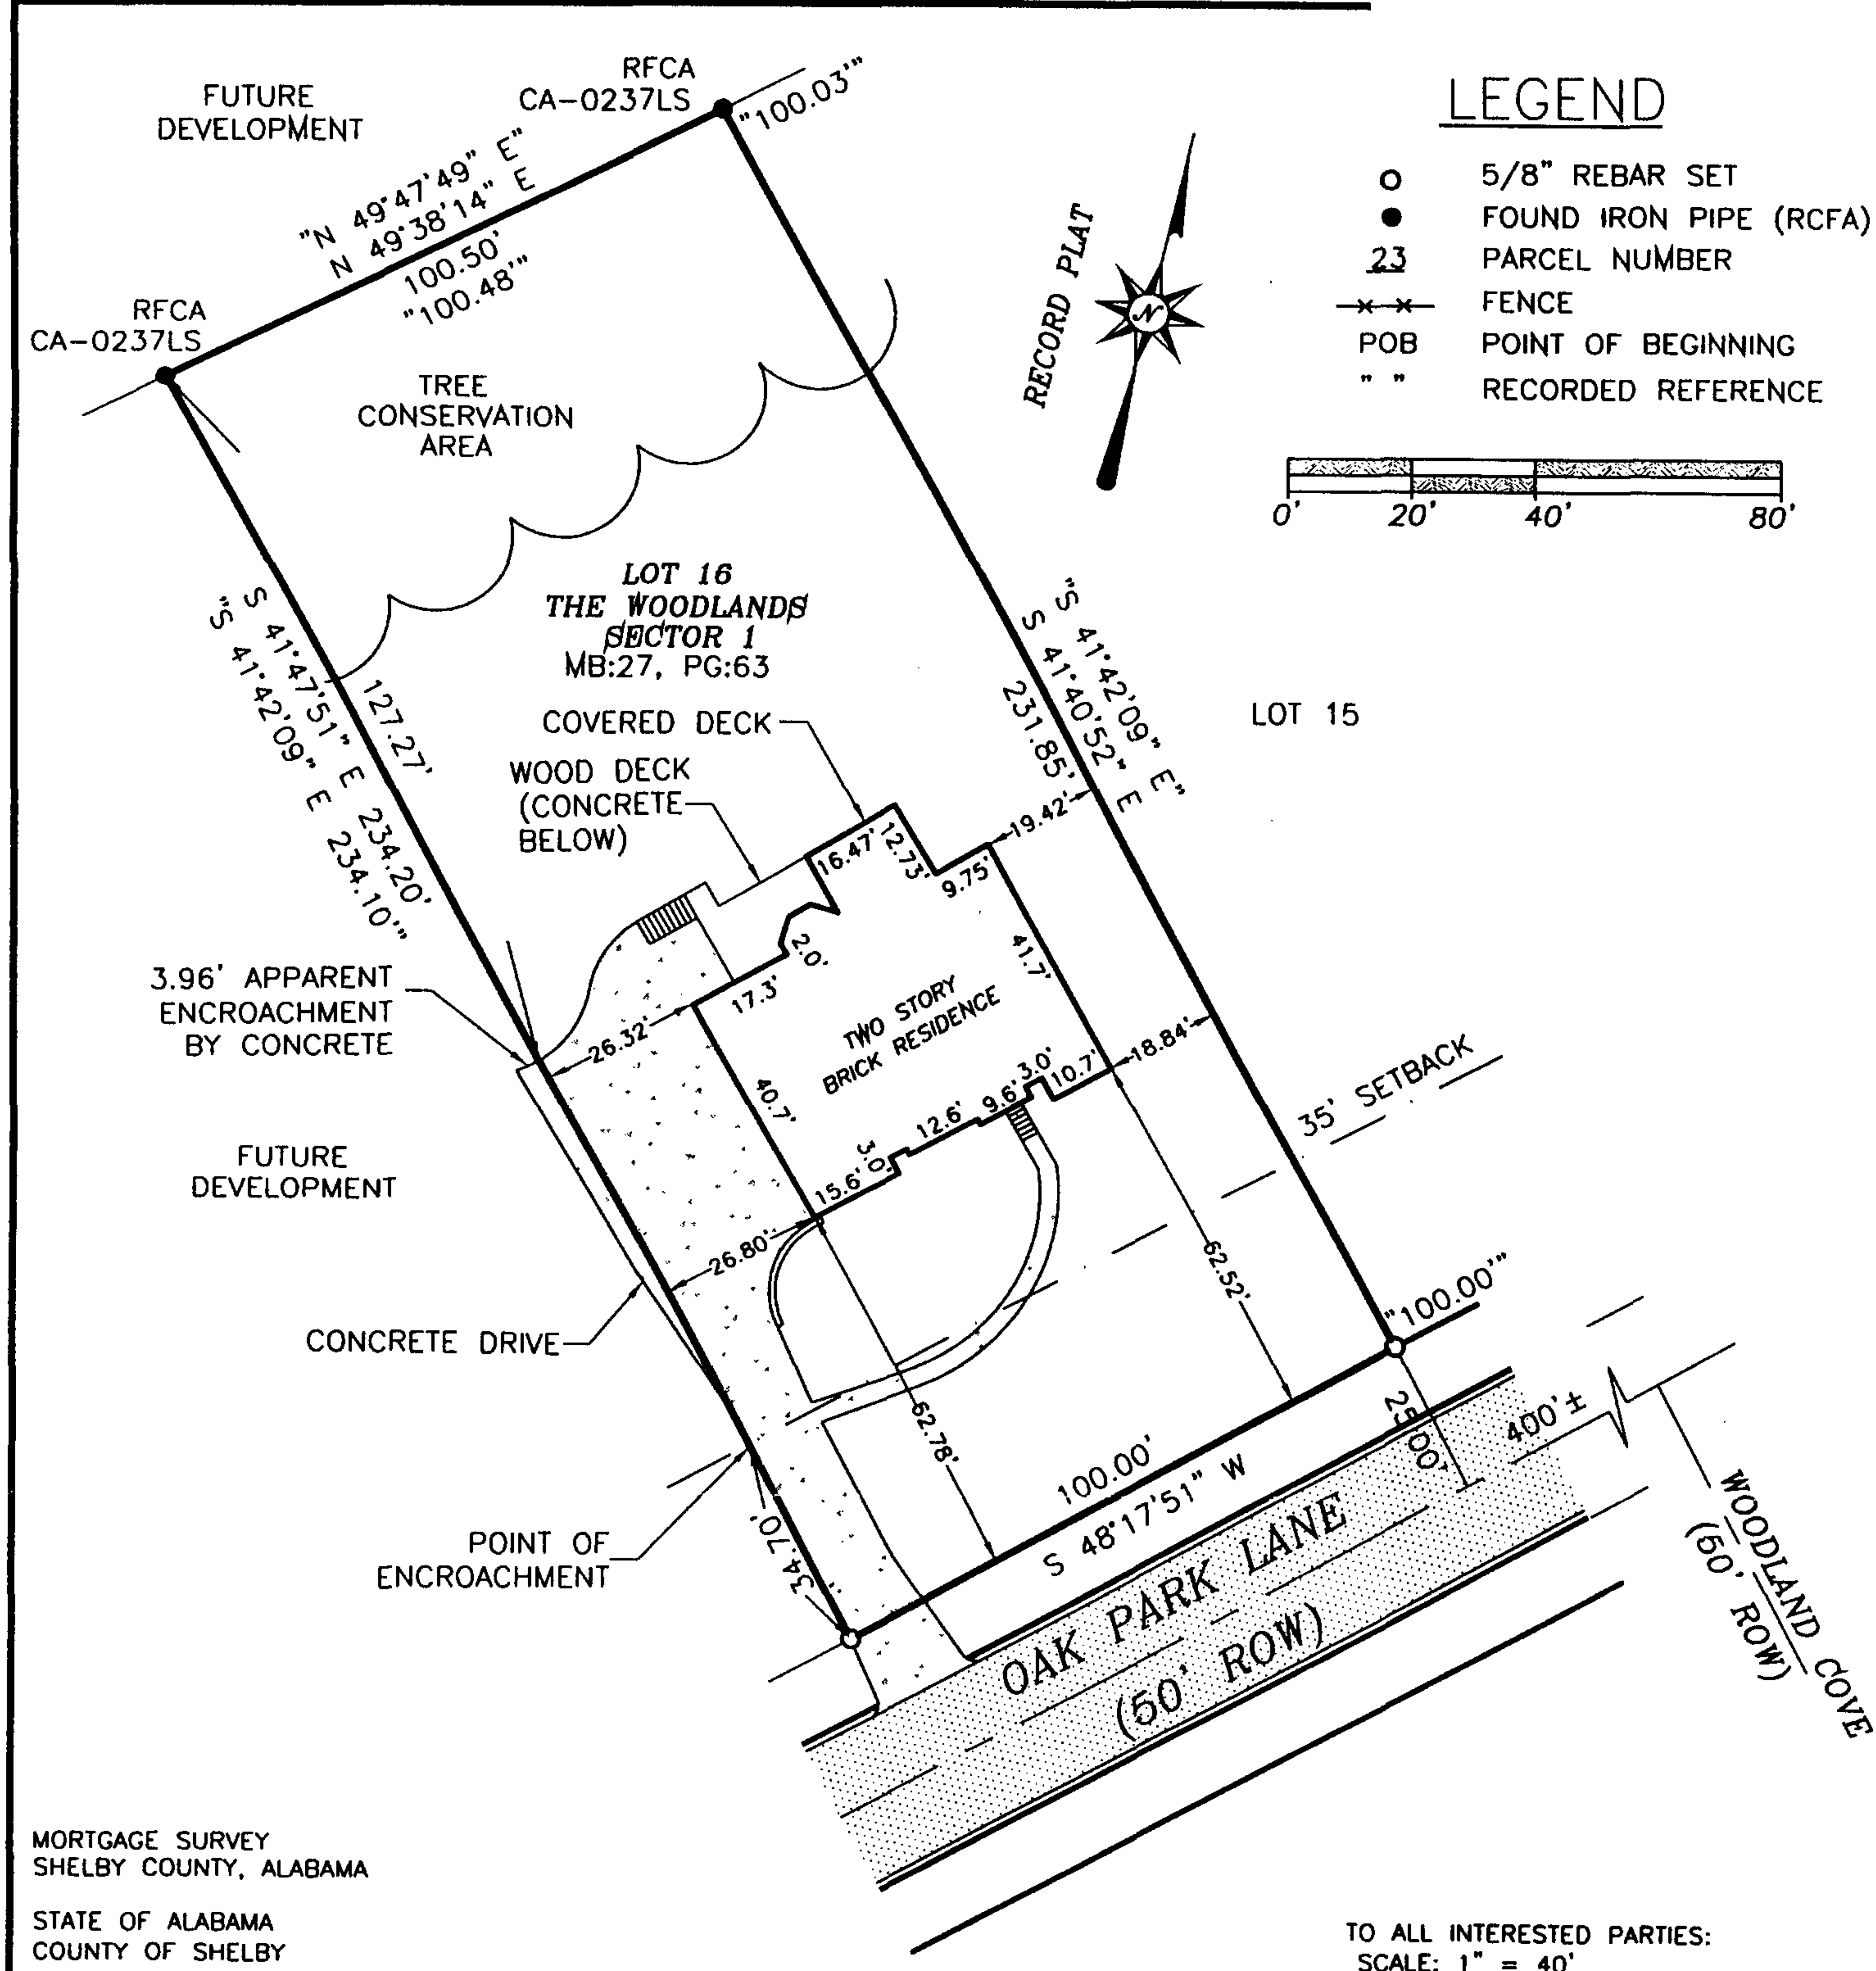 FUTURE
DEVELOPMENT
RFCA
CA-0237LS
"100.03'"
"N 49°47'49" E"
N 49°38'14" E
100.50'
"100.48'"
RFCA
CA-0237LS
TREE
CONSERVATION
AREA
RECORD PLAT
N
LEGEND
5/8" REBAR SET
FOUND IRON PIPE (RCFA)
23 PARCEL NUMBER
FENCE
POB POINT OF BEGINNING
" " RECORDED REFERENCE
0' 20' 40' 80'
LOT 16
THE WOODLANDS
SECTOR 1
MB:27, PG:63
COVERED DECK
WOOD DECK
(CONCRETE
BELOW)
127.27'
S 41°47'51" E 234.20'
"S 41°42'09" E 234.10'"
"S 41°42'09" E"
S 41°40'52" E
231.85'
LOT 15
16.47'
12.73'
9.75'
19.42'
2.0'
17.3'
41.7'
26.32'
TWO STORY
BRICK RESIDENCE
3.96' APPARENT
ENCROACHMENT
BY CONCRETE
40.7'
18.84'
10.7'
3.0'
9.6'
12.6'
3.0'
15.6'
35' SETBACK
FUTURE
DEVELOPMENT
26.80'
62.52'
CONCRETE DRIVE
62.78'
"100.00'"
25.00'
400'±
100.00'
S 48°17'51" W
POINT OF
ENCROACHMENT
34.70'
OAK PARK LANE
(50' ROW)
WOODLAND COVE
(50' ROW)
MORTGAGE SURVEY
SHELBY COUNTY, ALABAMA
STATE OF ALABAMA
COUNTY OF SHELBY
TO ALL INTERESTED PARTIES:
SCALE: 1" = 40'